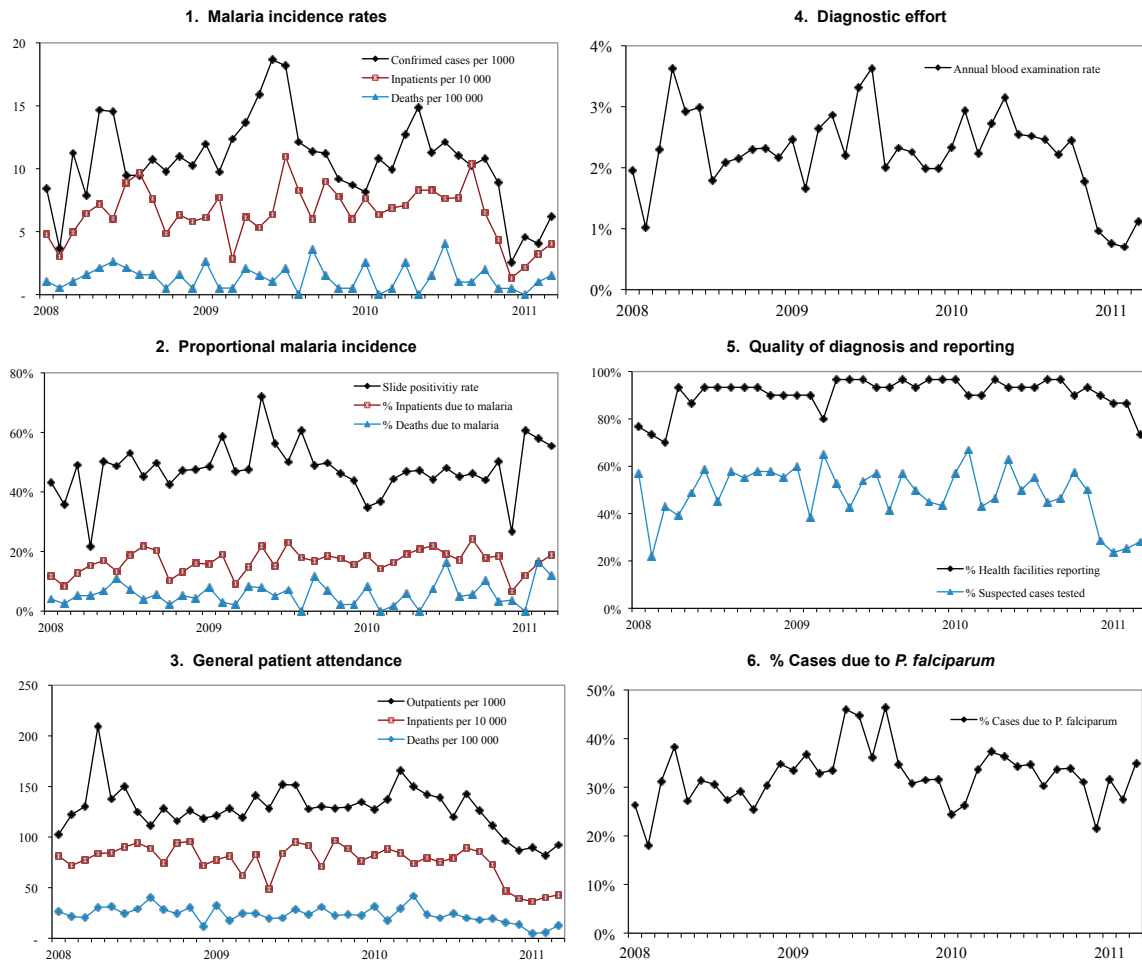 1. Malaria incidence rates
20
15
10
5
-
Confrimed cases per 1000
Inpatients per 10 000
Deaths per 100 000
2008 2009 2010 2011
2. Proportional malaria incidence
80%
60%
40%
20%
0%
Slide positivitiy rate
% Inpatients due to malaria
% Deaths due to malaria
2008 2009 2010 2011
3. General patient attendance
250
200
150
100
50
-
Outpatients per 1000
Inpatients per 10 000
Deaths per 100 000
2008 2009 2010 2011
4. Diagnostic effort
4%
3%
2%
1%
0%
Annual blood examination rate
2008 2009 2010 2011
5. Quality of diagnosis and reporting
100%
80%
60%
40%
20%
0%
% Health facilities reporting
% Suspected cases tested
2008 2009 2010 2011
6. % Cases due to P. falciparum
50%
40%
30%
20%
10%
0%
% Cases due to P. falciparum
2008 2009 2010 2011